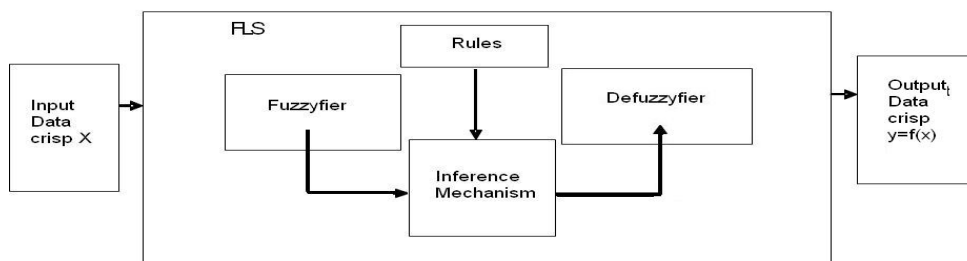 FLS
Rules
Input
Data
crisp X
Fuzzyfier
Defuzzyfier
Output t
Data
crisp
y=f(x)
Inference
Mechanism